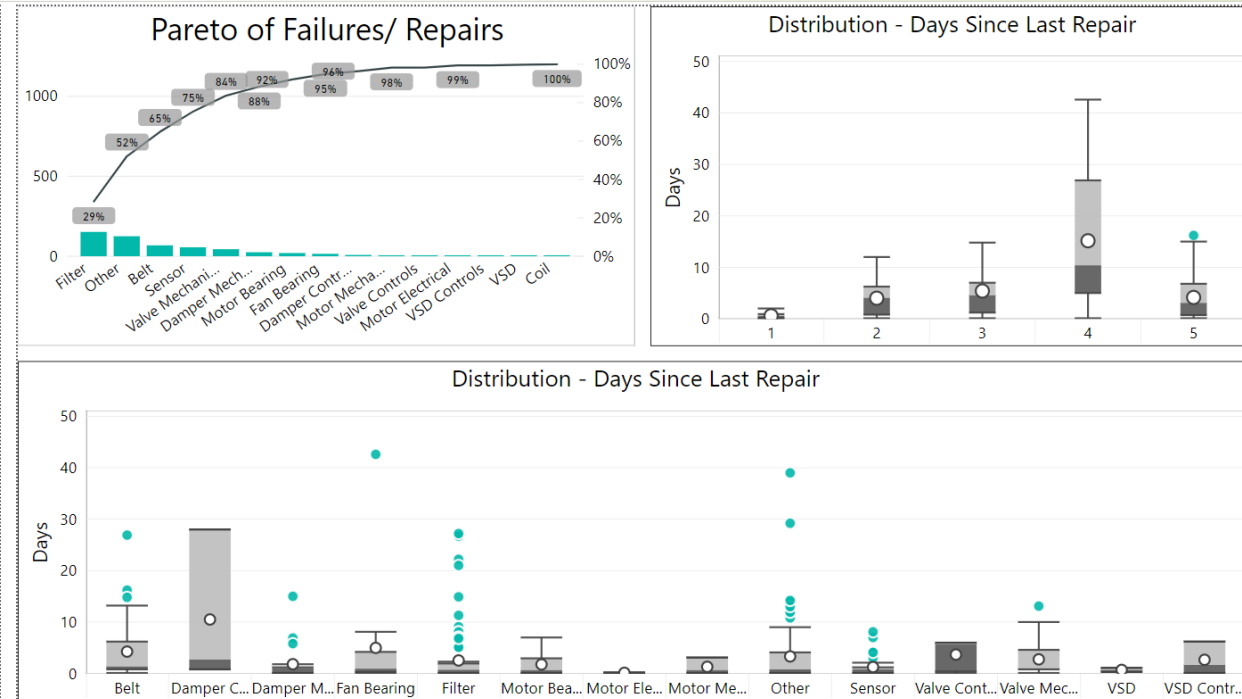 Pareto of Failures/ Repairs
1000
500
0
100%
80%
60%
40%
20%
0%
29%
52%
65%
75%
84%
88%
92%
95%
96%
98%
99%
100%
Filter
Other
Belt
Sensor
Valve Mechani...
Damper Mech...
Motor Bearing
Fan Bearing
Damper Contr...
Motor Mecha...
Valve Controls
Motor Electrical
VSD Controls
VSD
Coil
Distribution - Days Since Last Repair
Days
50
40
30
20
10
0
1 2 3 4 5
Distribution - Days Since Last Repair
Days
50
40
30
20
10
0
Belt Damper C... Damper M... Fan Bearing Filter Motor Bea... Motor Ele... Motor Me... Other Sensor Valve Cont... Valve Mec... VSD VSD Contr...